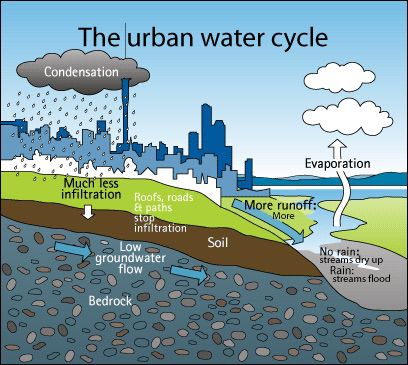 The urban water cycle
Condensation
Evaporation
Much less
infiltration
Roofs, roads
& paths
stop
infiltration
More runoff:
More
Soil
Low
groundwater
flow
No rain:
streams dry up
Rain:
streams flood
Bedrock